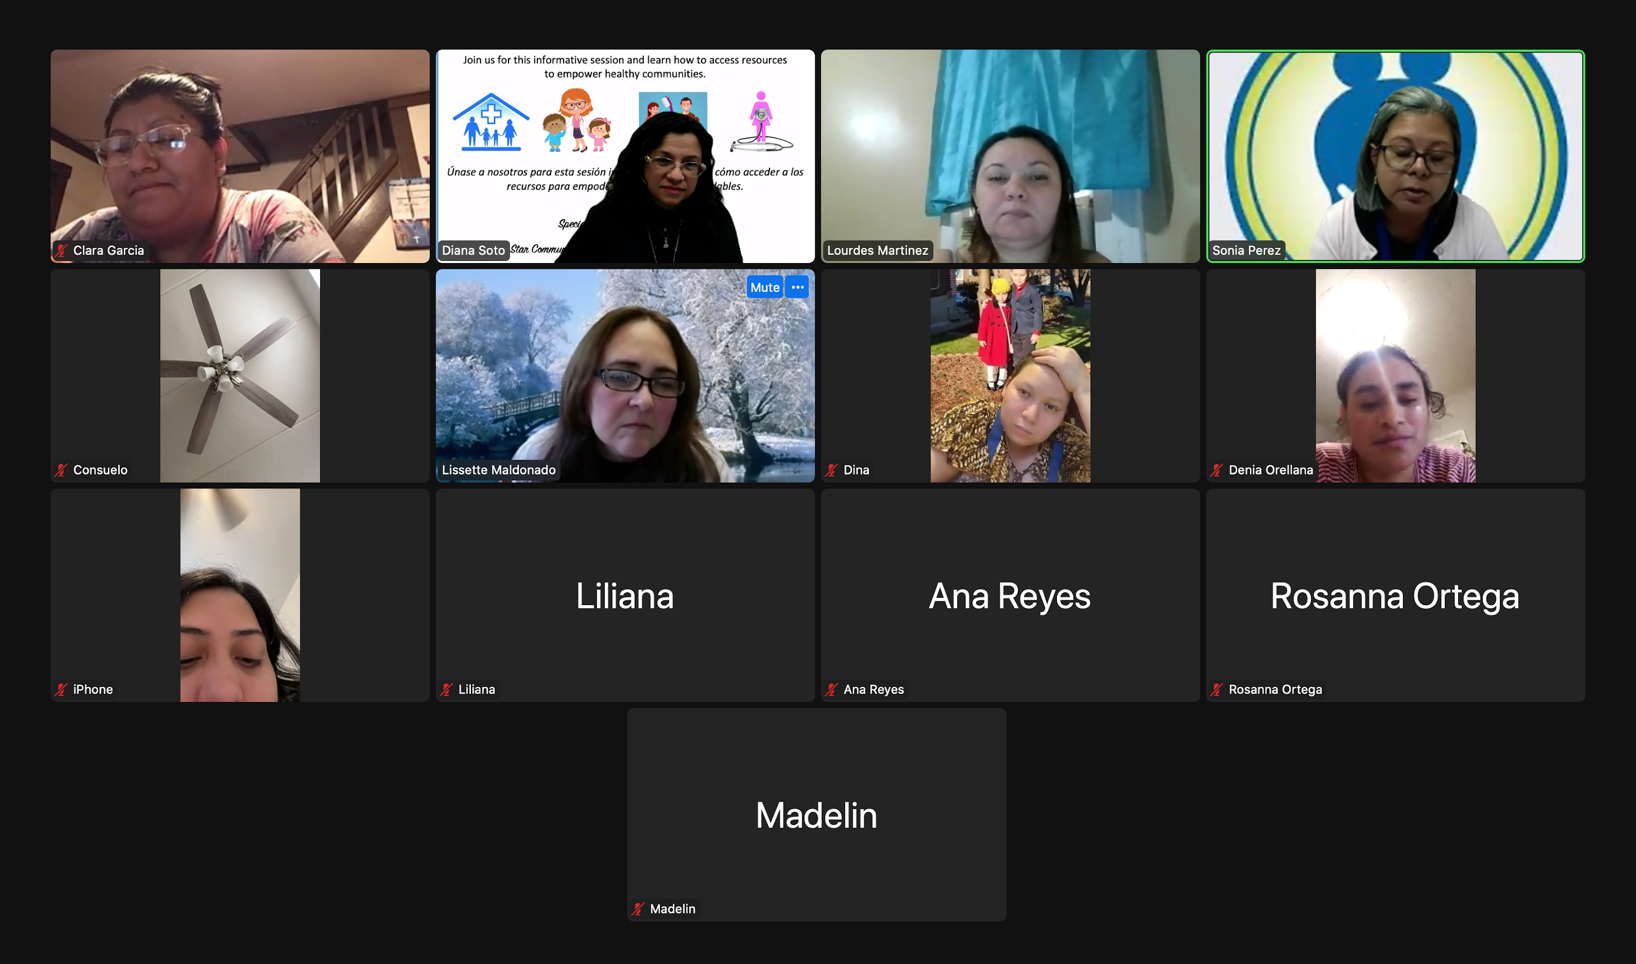 Join us for this informative session and learn how to access resources
to empower healthy communities.
Únase a nosotros para esta sesión cómo acceder a los
recursos para
Star
Clara Garcia
Diana Soto
Lourdes Martinez
Sonia Perez
Mute
Consuelo
Lissette Maldonado
Dina
Denia Orellana
Liliana
Ana Reyes
Rosanna Ortega
iPhone
Liliana
Ana Reyes
Rosanna Ortega
Madelin
Madelin